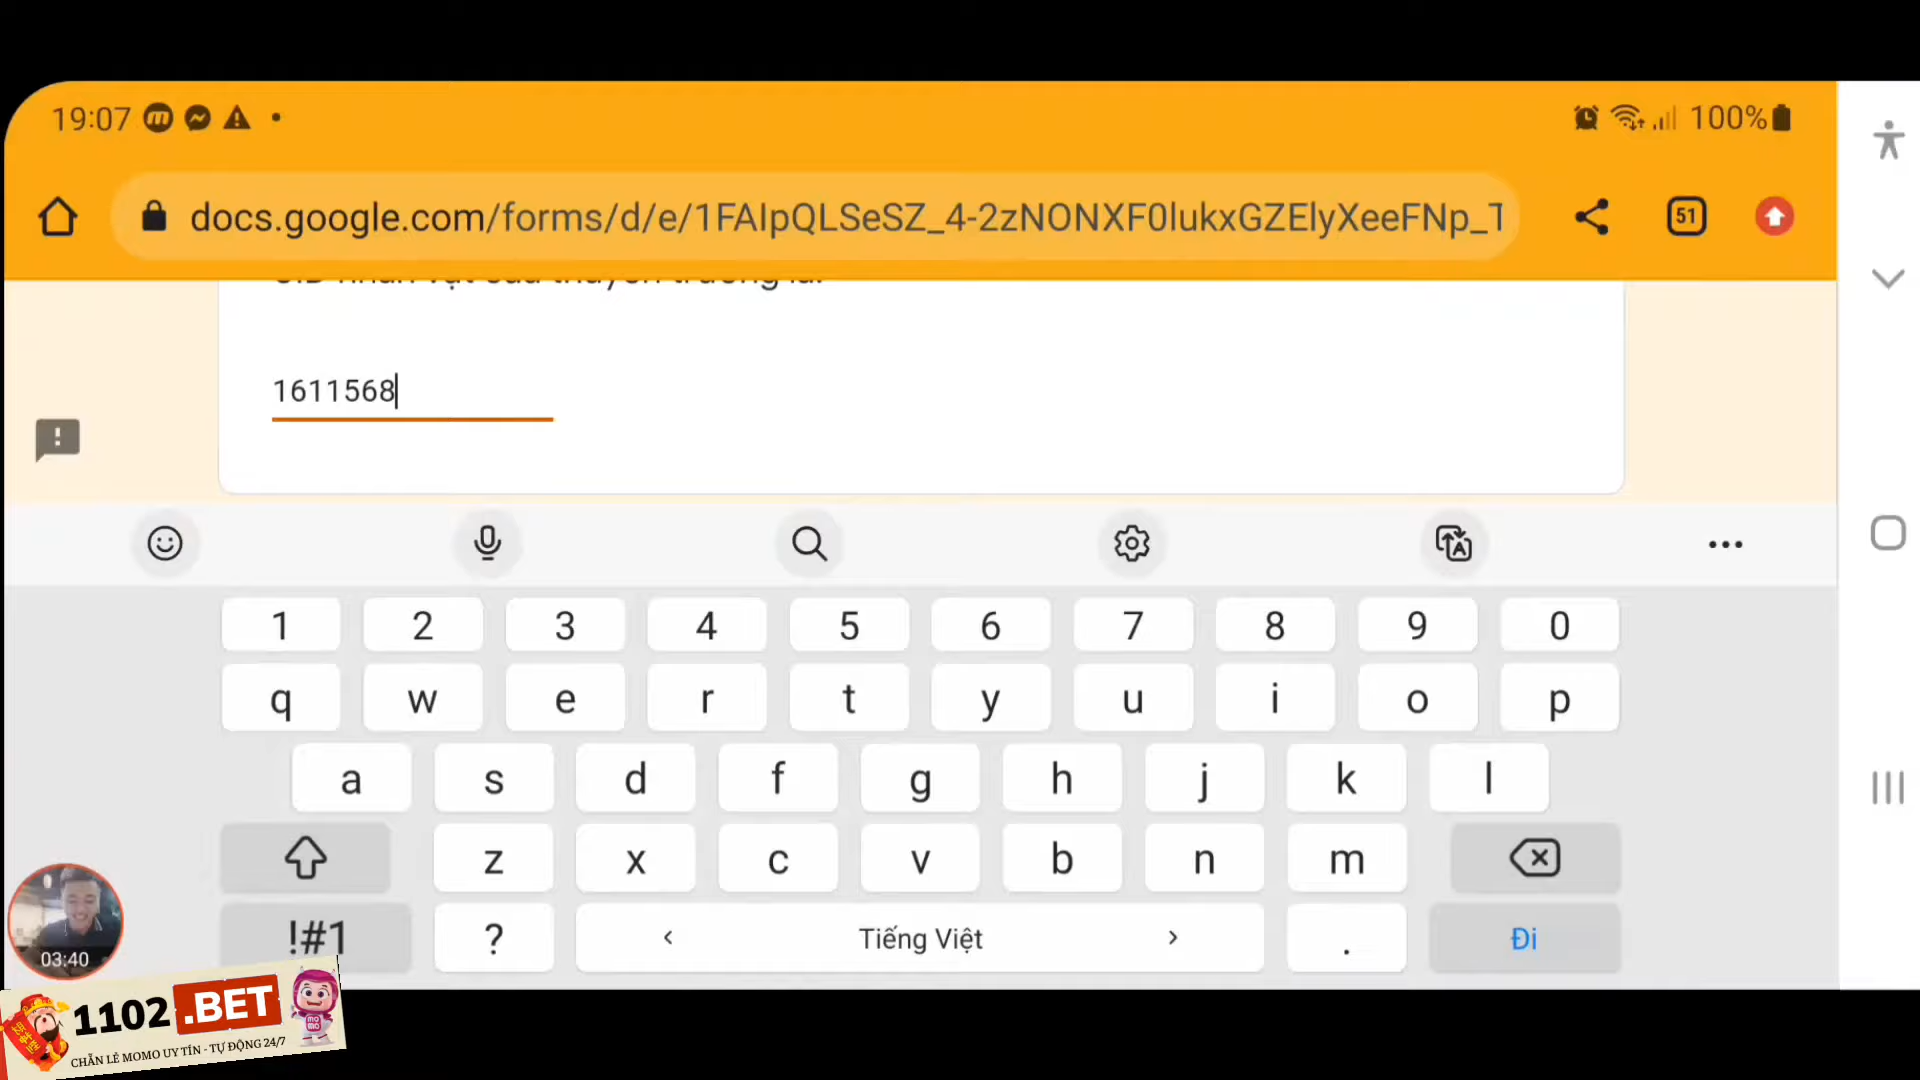 19:07
100%
docs.google.com/forms/d/e/1FAIpQLSeSZ_4-2zNONXF0lukxGZElyXeeFNp_T
51
1611568
1 2 3 4 5 6 7 8 9 0
q w e r t y u i o p
a s d f g h j k l
z x c v b n m
!#1 ? < Tiếng Việt > . Đi
03:40
1102 .BET
CHẴN LẺ MOMO UY TÍN - TỰ ĐỘNG 24/7